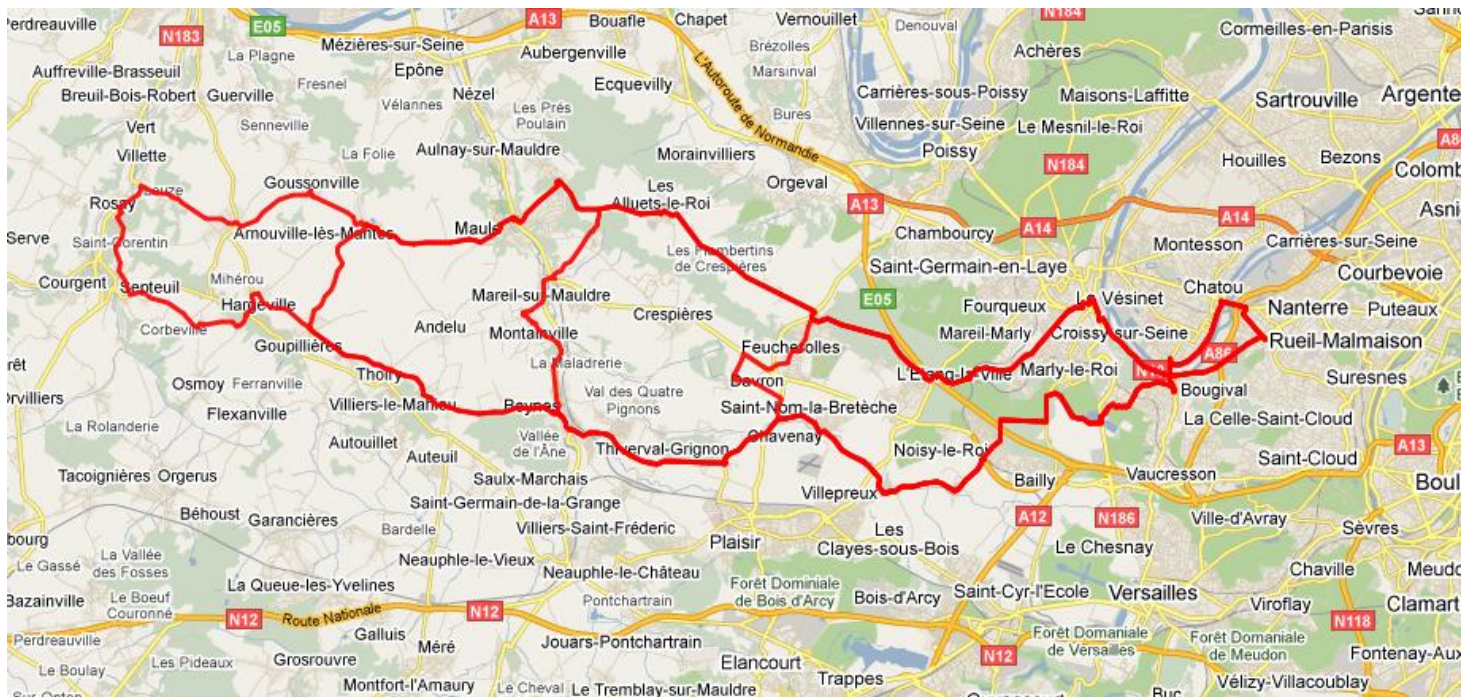 Perdreauville
N183
E05
A13
Bouafle
Chapet
Vernouillet
Denouval
N184
Cormeilles-en-Parisis
La Plagne
Mézières-sur-Seine
Aubergenville
Brézolles
Achères
Auffreville-Brasseuil
Fresnel
Epône
Ecquevilly
Marsinval
L'Autoroute de Normandie
Carrières-sous-Poissy
Maisons-Laffitte
Sartrouville
Argente
Breuil-Bois-Robert
Guerville
Vélannes
Nézel
Les Prés
Poulain
Bures
Villennes-sur-Seine
Le Mesnil-le-Roi
Vert
Senneville
Poissy
N184
Houilles
Bezons
A86
Villette
La Folie
Aulnay-sur-Mauldre
Morainvilliers
Orgeval
Colomb
Rosay
Leuze
Goussonville
Les
Alluets-le-Roi
A13
Chambourcy
A14
A14
Asni
Serve
Saint-Corentin
Arnouville-lès-Mantes
Maule
Les Flambertins
de Crespières
Montesson
Carrières-sur-Seine
Courgent
Septeuil
Mihérou
Hargeville
Mareil-sur-Mauldre
Crespières
E05
Saint-Germain-en-Laye
Fourqueux
Le Vésinet
Chatou
Courbevoie
Nanterre
Puteaux
Corbeville
Goupillières
Andelu
Montainville
La Maladrerie
Feucherolles
Mareil-Marly
Croissy-sur-Seine
A86
Rueil-Malmaison
Osmoy
Ferranville
Thoiry
Val des Quatre
Pignons
Davron
L'Etang-la-Ville
Marly-le-Roi
Bougival
Suresnes
Orvilliers
Flexanville
Villiers-le-Mahieu
Beynes
Saint-Nom-la-Bretèche
La Celle-Saint-Cloud
La Rolanderie
Autouillet
Vallée
de l'Âne
Thiverval-Grignon
Chavenay
Noisy-le-Roi
Saint-Cloud
A13
Tacoignières
Orgerus
Auteuil
Saulx-Marchais
Villepreux
Bailly
Vaucresson
Boul
Béhoust
Garancières
Saint-Germain-de-la-Grange
Bardelle
Villiers-Saint-Fréderic
Les
Clayes-sous-Bois
A12
N186
Ville-d'Avray
Sèvres
bourg
La Vallée
des Fosses
Neauphle-le-Vieux
Plaisir
Le Chesnay
Le Gassé
La Queue-les-Yvelines
Neauphle-le-Château
Forêt Dominiale
de Bois d'Arcy
Bois-d'Arcy
Saint-Cyr-l'Ecole
Versailles
Chaville
Meudo
Bazainville
Le Boeuf
Couronné
N12
Route Nationale
N12
Pontchartrain
Viroflay
Clamart
Perdreauville
Galluis
Méré
Jouars-Pontchartrain
Forêt Domaniale
de Versailles
Forêt Domaniale
de Meudon
N118
Le Boulay
Les Pideaux
Grosrouvre
Elancourt
N12
Fontenay-Aux
Montfort-l'Amaury
Le Cheval
Le Tremblay-sur-Mauldre
Trappes
Buc
Vélizy-Villacoublay